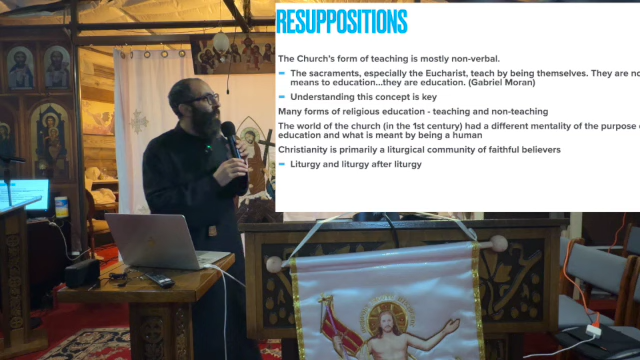 RESUPPOSITIONS
The Church's form of teaching is mostly non-verbal.
The sacraments, especially the Eucharist, teach by being themselves. They are no
means to education...they are education. (Gabriel Moran)
Understanding this concept is key
Many forms of religious education - teaching and non-teaching
The world of the church (in the 1st century) had a different mentality of the purpose
education and what is meant by being a human
Christianity is primarily a liturgical community of faithful believers
Liturgy and liturgy after liturgy